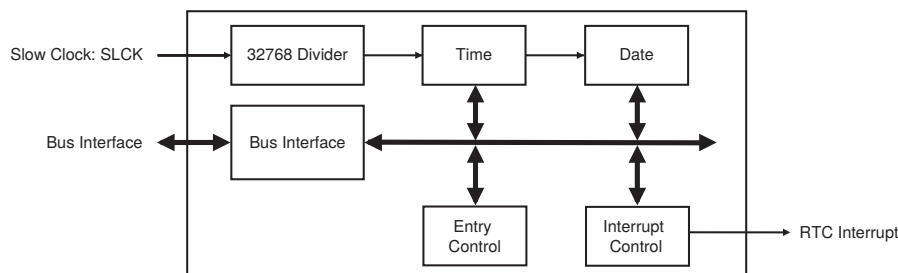 Slow Clock: SLCK
32768 Divider
Time
Date
Bus Interface
Bus Interface
Entry
Control
Interrupt
Control
RTC Interrupt